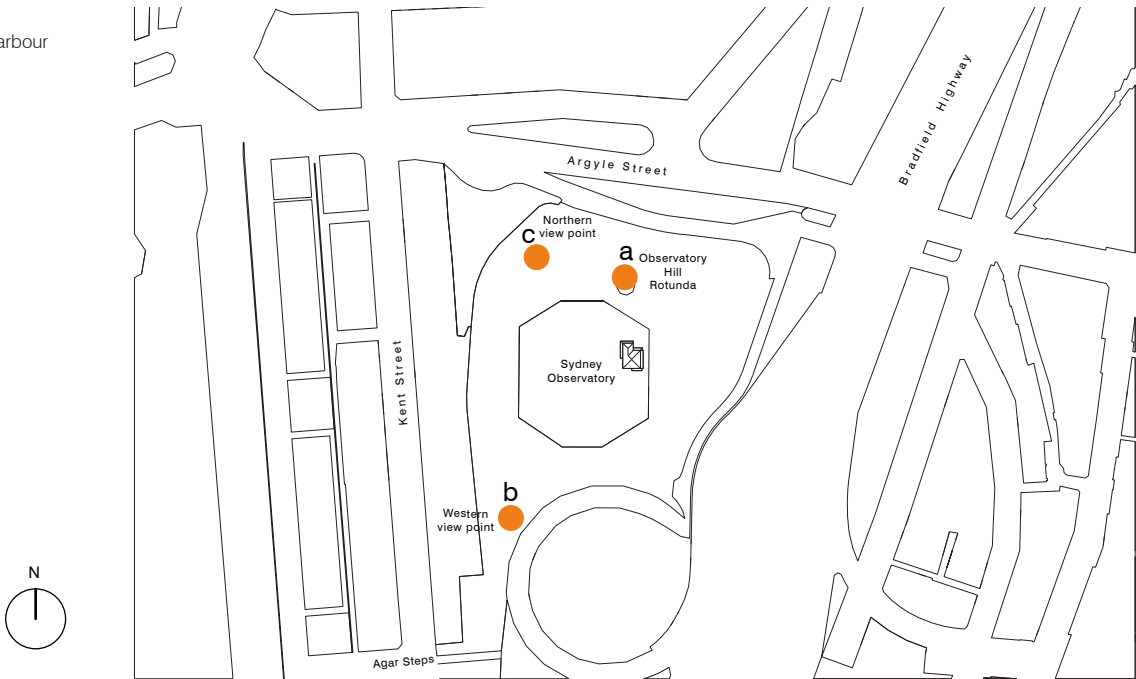 arbour
Bradfield Highway
Argyle Street
Northern
view point
c
a
Observatory
Hill
Rotunda
Sydney
Observatory
Kent Street
b
Western
view point
N
Agar Steps